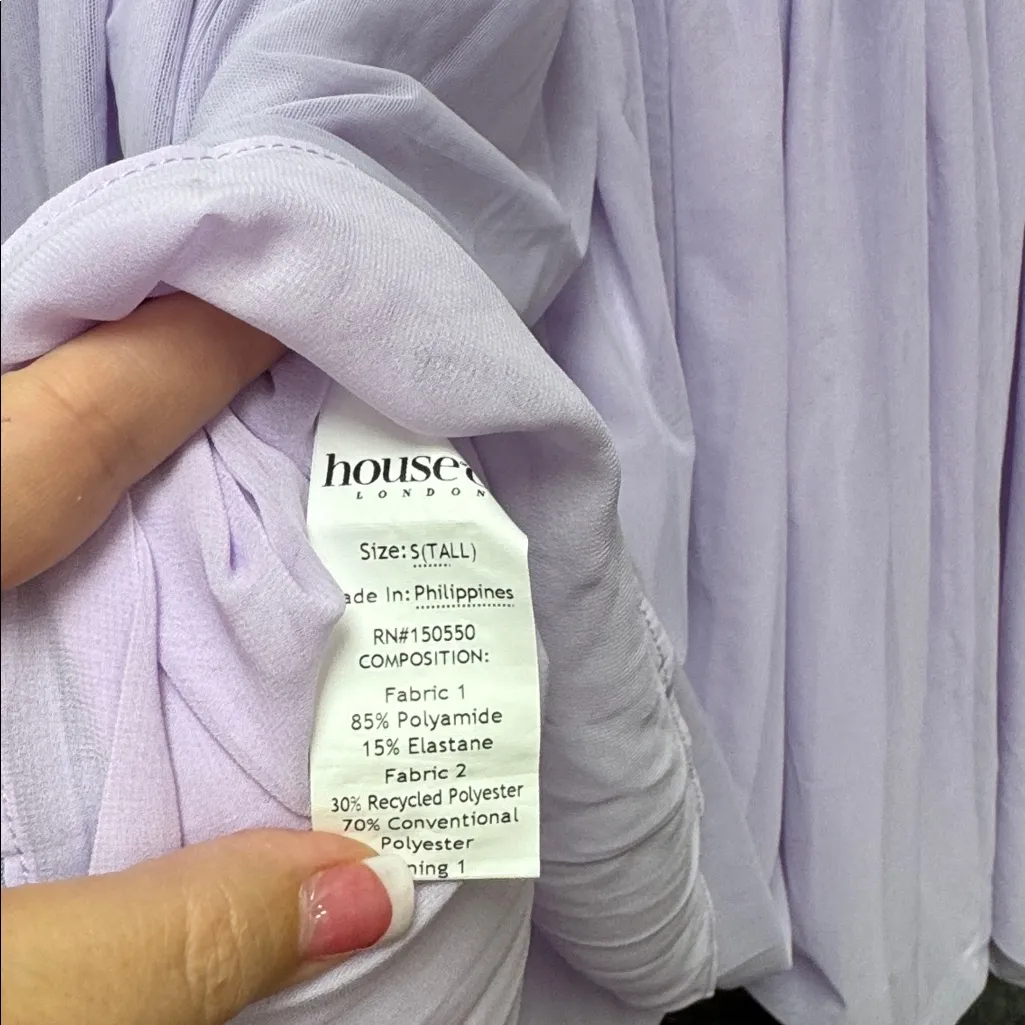 house
LONDON
Size: S(TALL)
ade In: Philippines
RN#150550
COMPOSITION:
Fabric 1
85% Polyamide
15% Elastane
Fabric 2
30% Recycled Polyester
70% Conventional
Polyester
ning 1